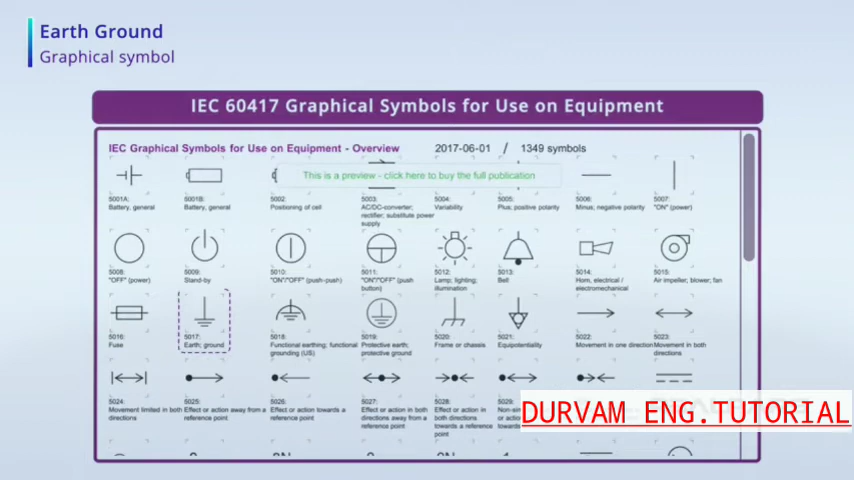 Earth Ground
Graphical symbol
IEC 60417 Graphical Symbols for Use on Equipment
IEC Graphical Symbols for Use on Equipment - Overview 2017-06-01 / 1349 symbols
This is a preview - click here to buy the full publication
5001A; 5001B: 5002: 5003: 5004: 5005: 5006: 5007:
Battery, general Battery, general Positioning of cell AC/DC-converter; Variability Plus; positive polarity Minus; negative polarity "ON" (power)
rectifier; substitute power
supply
5008: 5009: 5010: 5011: 5012: 5013: 5014: 5015:
"OFF" (power) Stand-by "ON"/"OFF" (push-push) "ON"/"OFF" (push Lamp; lighting; Bell Horn, electrical / Air impeller; blower; fan
button) illumination electromechanical
5016: 5017: 5018: 5019: 5020: 5021: 5022: 5023:
Fuse Earth; ground Functional earthing; functional Protective earth; Frame or chassis Equipotentiality Movement in one direction Movement in both
grounding (US) protective ground directions
5024: 5025: 5026: 5027: 5028: 5029:
Movement limited in both Effect or action away from a Effect or action towards a Effect or action in both Effect or action in
directions reference point reference point directions away from a both directions
reference point towards a reference
point
DURVAM ENG.TUTORIAL